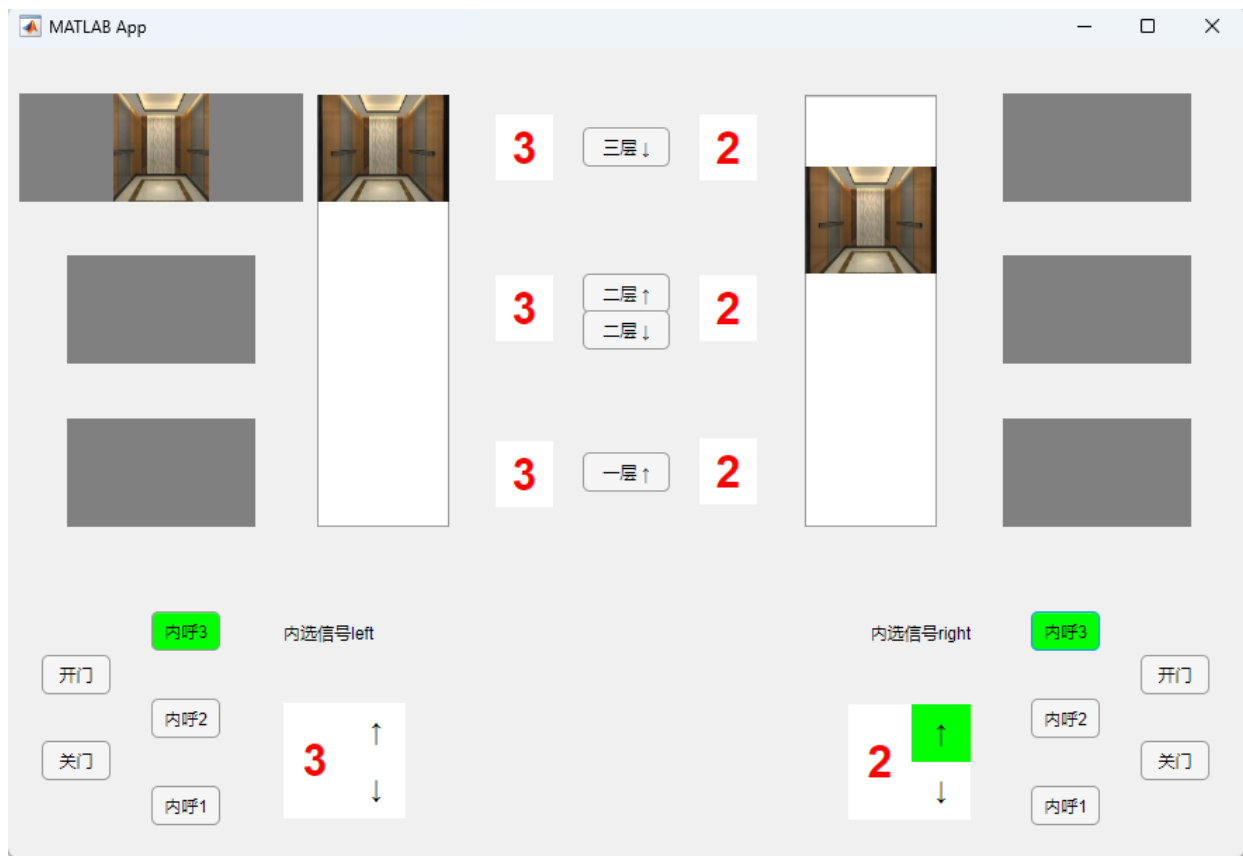 MATLAB App
3 三层↓ 2
3 二层↑ 2
二层↓
3 一层↑ 2
内呼3 内选信号left 内选信号right 内呼3
开门 开门
内呼2 ↑ ↑ 内呼2
关门 3 2 关门
内呼1 ↓ ↓ 内呼1